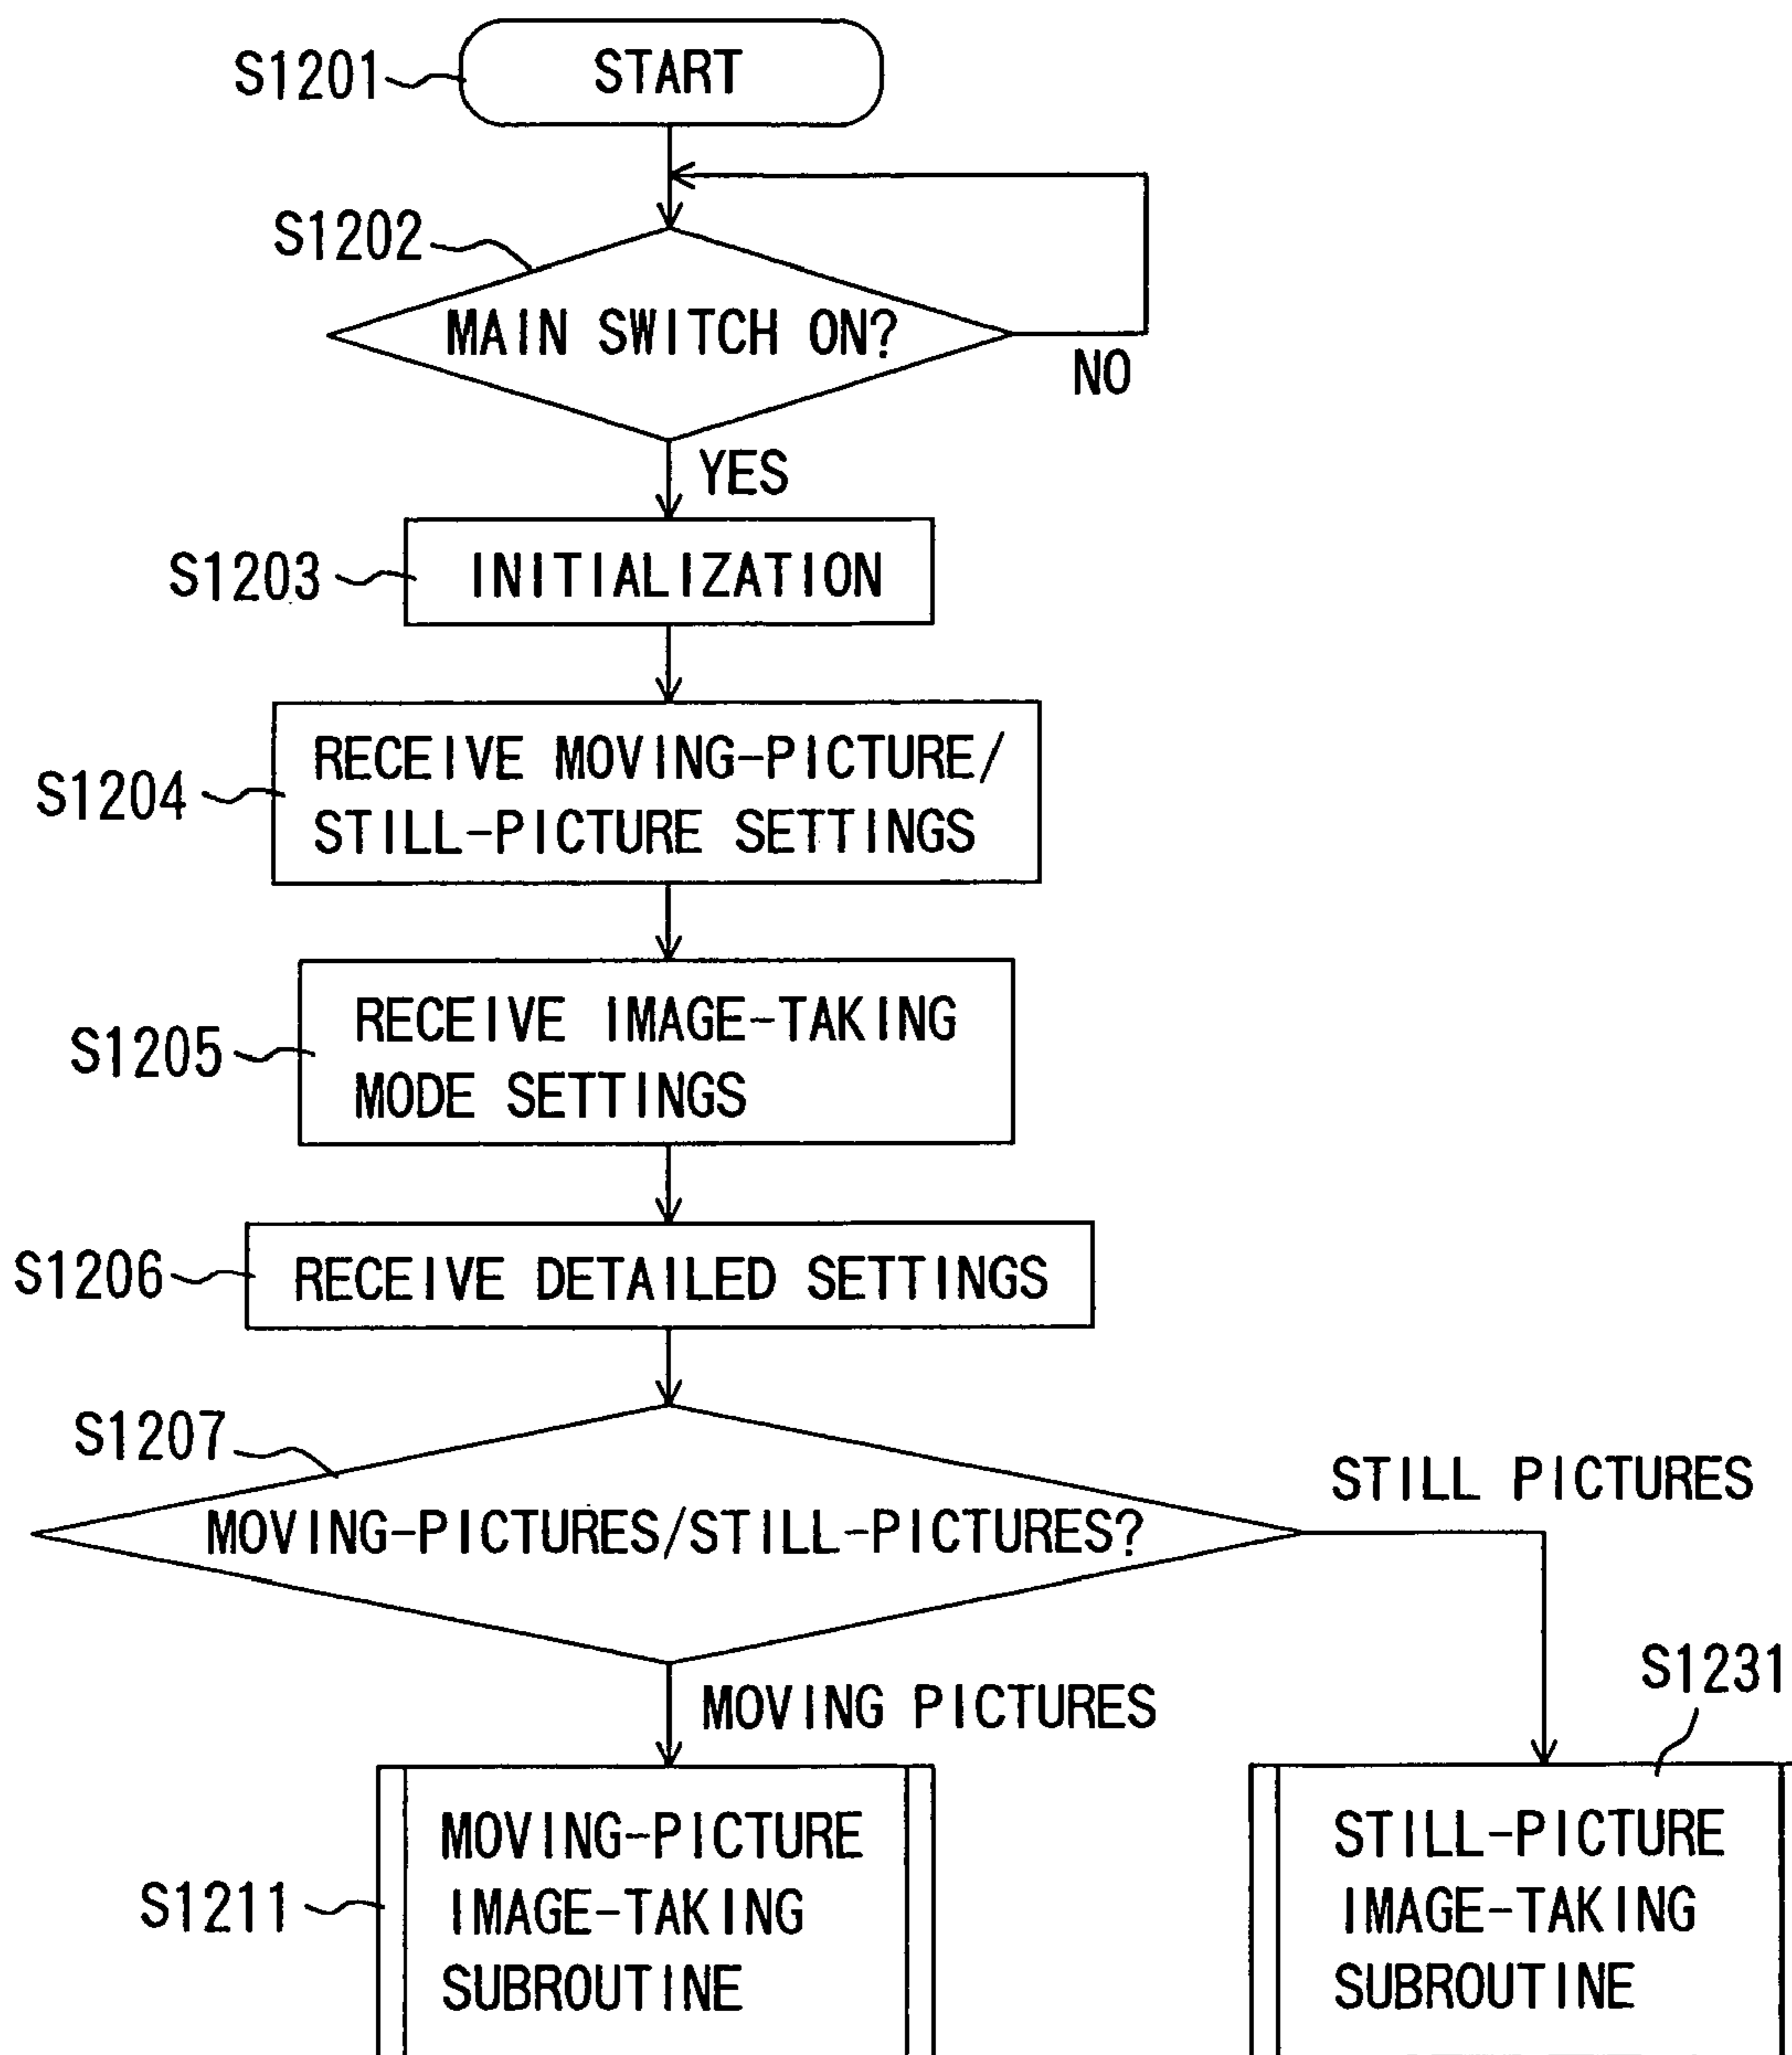 S1201
START
S1202
MAIN SWITCH ON?
NO
YES
S1203
INITIALIZATION
S1204
RECEIVE MOVING-PICTURE/
STILL-PICTURE SETTINGS
S1205
RECEIVE IMAGE-TAKING
MODE SETTINGS
S1206
RECEIVE DETAILED SETTINGS
S1207
MOVING-PICTURES/STILL-PICTURES?
STILL PICTURES
MOVING PICTURES
S1231
S1211
MOVING-PICTURE
IMAGE-TAKING
SUBROUTINE
STILL-PICTURE
IMAGE-TAKING
SUBROUTINE